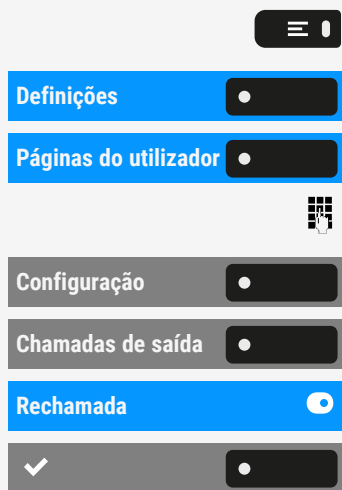 Definições
Páginas do utilizador
Configuração
Chamadas de saída
Rechamada